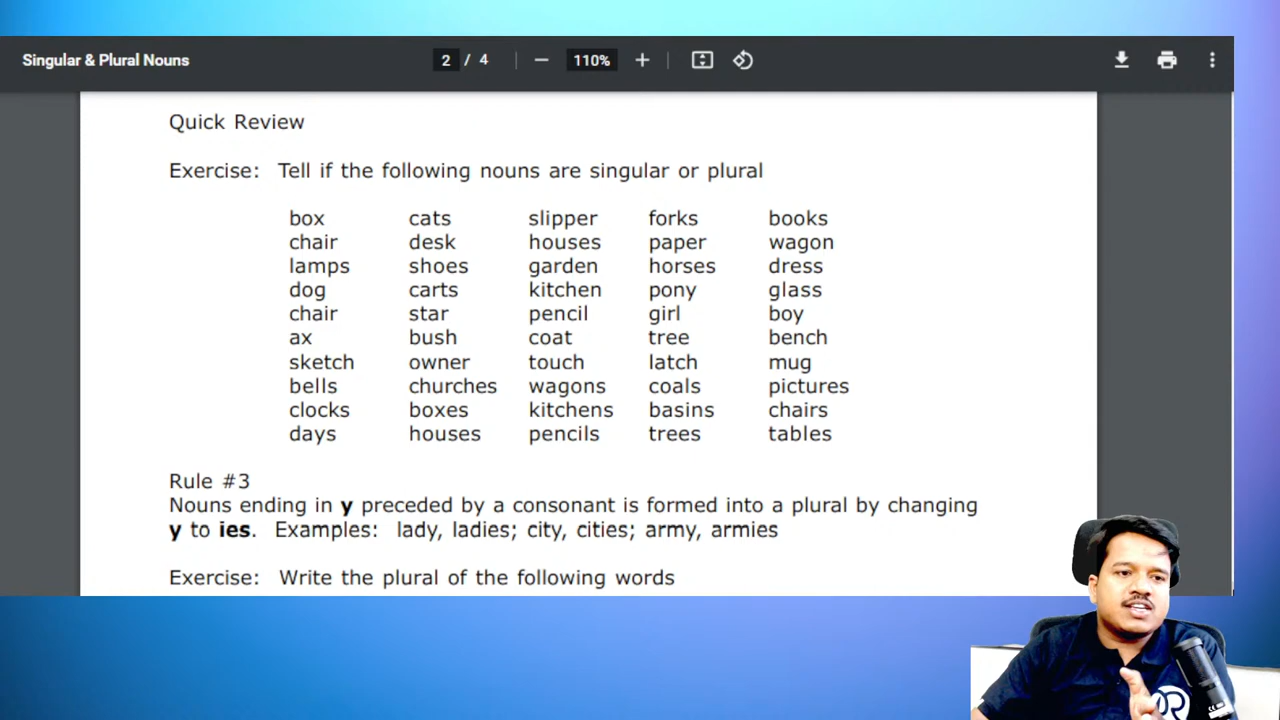 Singular & Plural Nouns 2 / 4 110%
Quick Review
Exercise: Tell if the following nouns are singular or plural
box cats slipper forks books
chair desk houses paper wagon
lamps shoes garden horses dress
dog carts kitchen pony glass
chair star pencil girl boy
ax bush coat tree bench
sketch owner touch latch mug
bells churches wagons coals pictures
clocks boxes kitchens basins chairs
days houses pencils trees tables
Rule #3
Nouns ending in y preceded by a consonant is formed into a plural by changing
y to ies. Examples: lady, ladies; city, cities; army, armies
Exercise: Write the plural of the following words